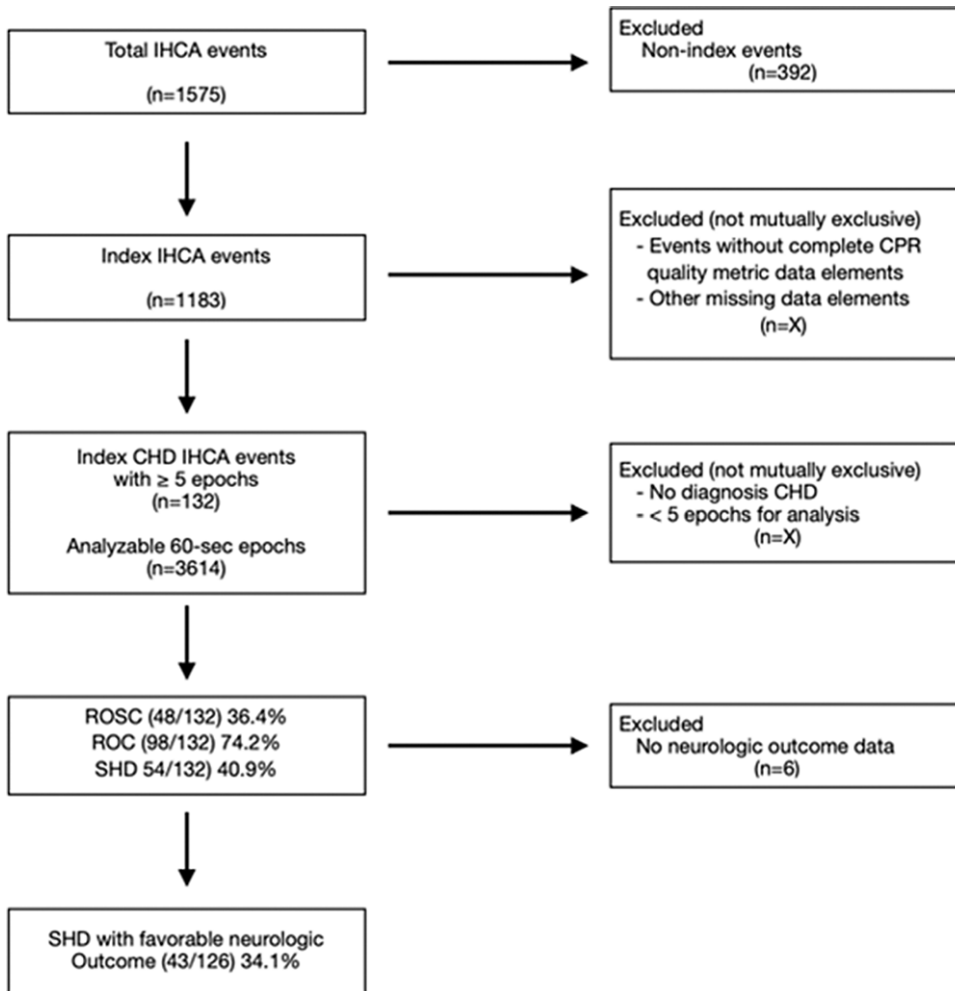 Total IHCA events
(n=1575)
Excluded
Non-index events
(n=392)
Index IHCA events
(n=1183)
Excluded (not mutually exclusive)
- Events without complete CPR
quality metric data elements
- Other missing data elements
(n=X)
Index CHD IHCA events
with ≥ 5 epochs
(n=132)
Analyzable 60-sec epochs
(n=3614)
Excluded (not mutually exclusive)
- No diagnosis CHD
- < 5 epochs for analysis
(n=X)
ROSC (48/132) 36.4%
ROC (98/132) 74.2%
SHD 54/132) 40.9%
Excluded
No neurologic outcome data
(n=6)
SHD with favorable neurologic
Outcome (43/126) 34.1%